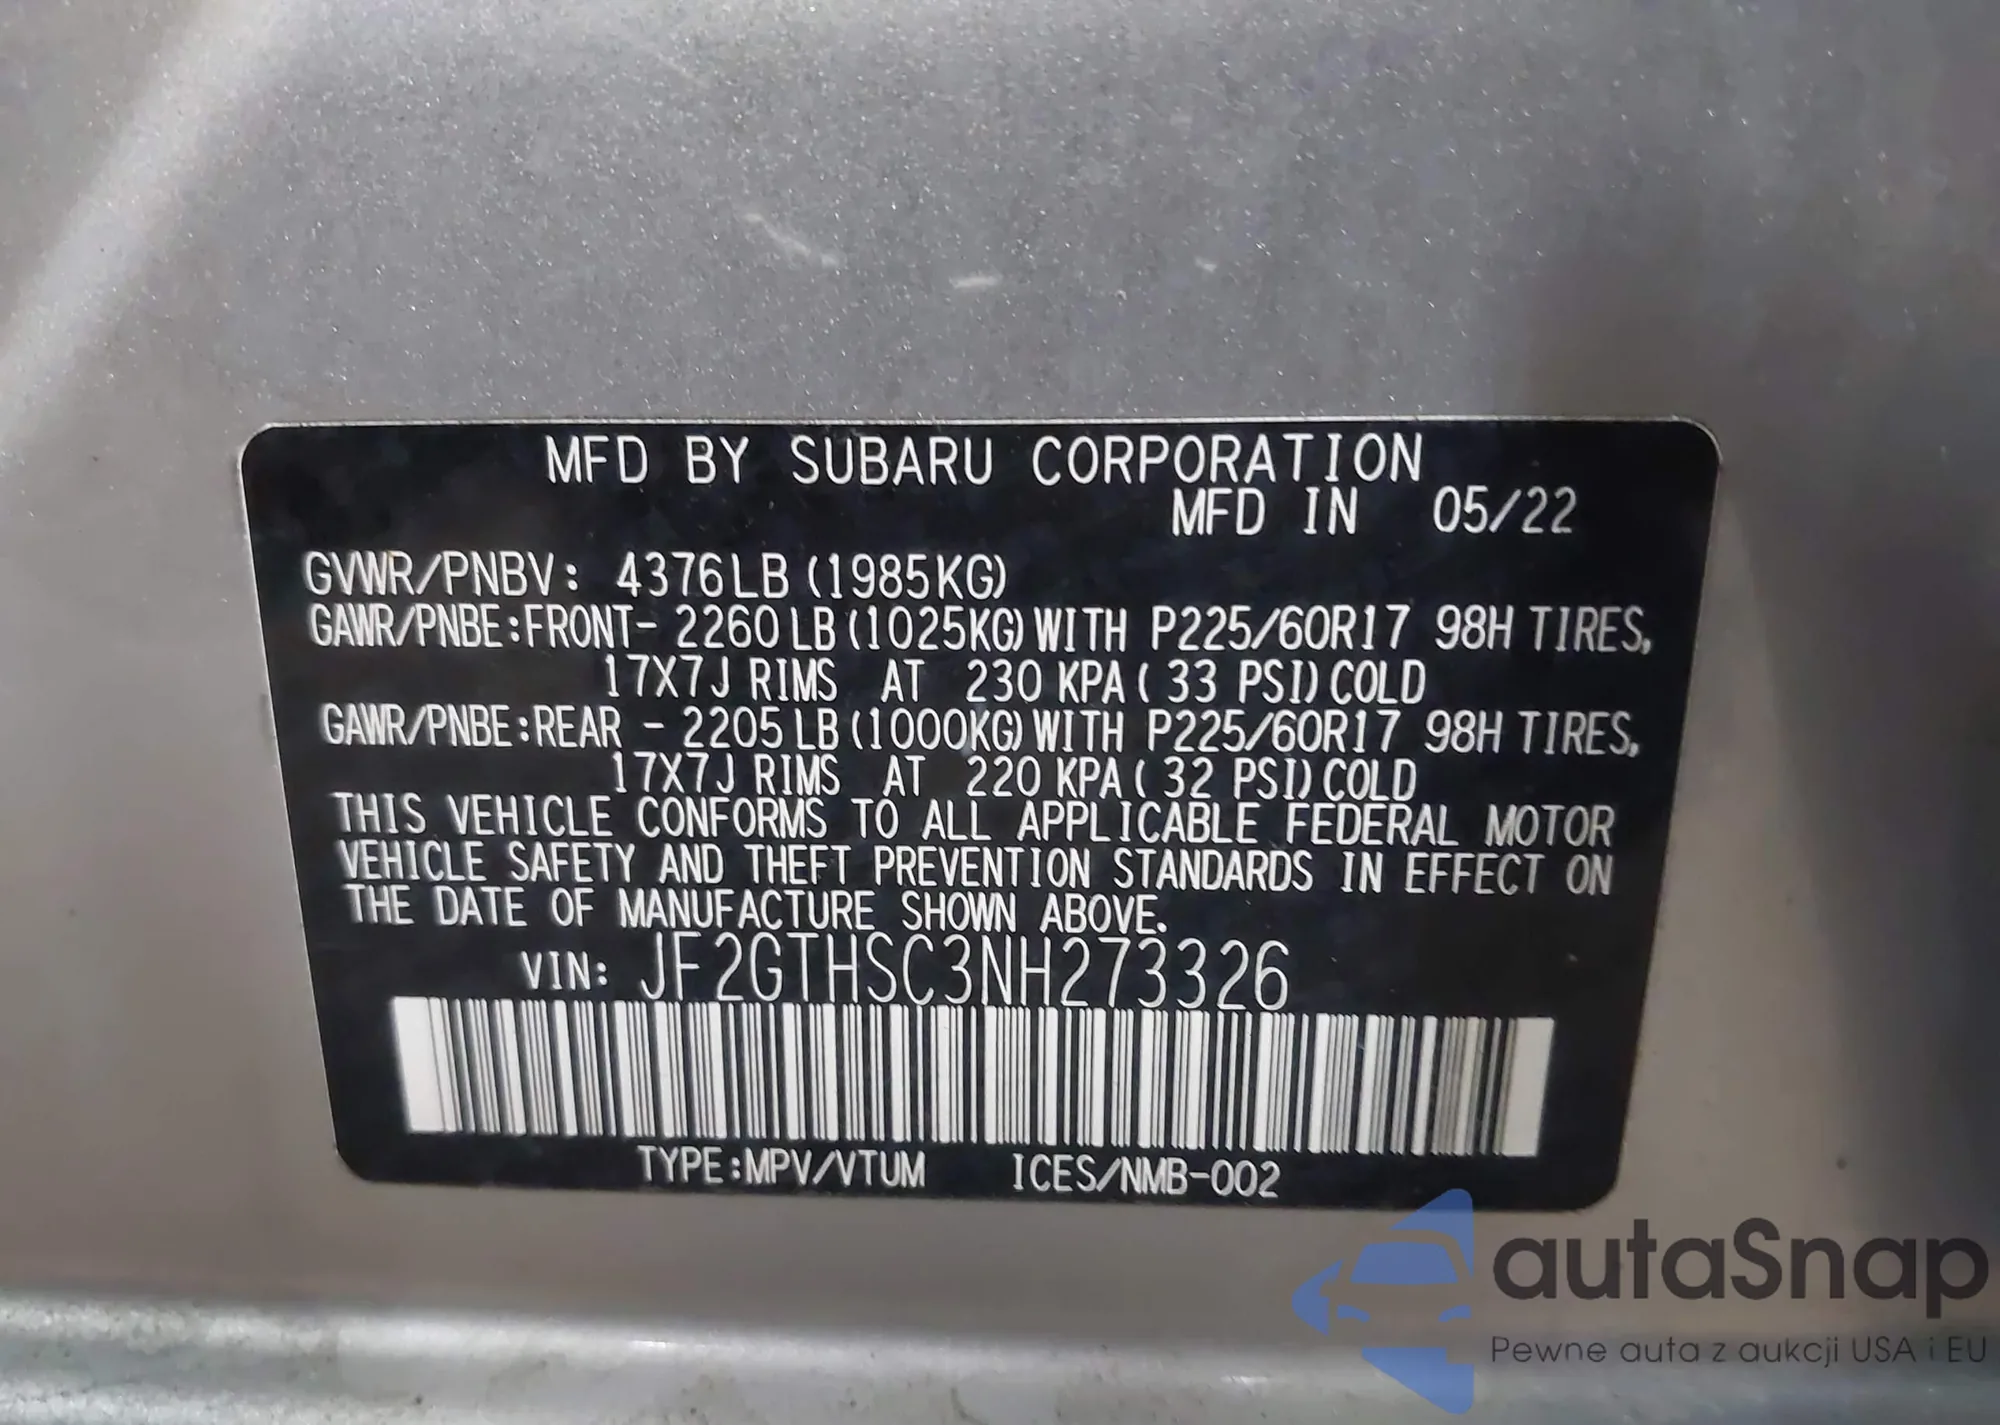 MFD BY SUBARU CORPORATION
MFD IN 05/22
GVWR/PNBV: 4376LB (1985KG)
GAWR/PNBE:FRONT- 2260LB (1025KG) WITH P225/60R17 98H TIRES,
17X7J RIMS AT 230 KPA( 33 PSI) COLD
GAWR/PNBE:REAR - 2205LB (1000KG) WITH P225/60R17 98H TIRES,
17X7J RIMS AT 220 KPA( 32 PSI) COLD
THIS VEHICLE CONFORMS TO ALL APPLICABLE FEDERAL MOTOR
VEHICLE SAFETY AND THEFT PREVENTION STANDARDS IN EFFECT ON
THE DATE OF MANUFACTURE SHOWN ABOVE.
VIN: JF2GTHSC3NH273326
TYPE:MPV/VTUM ICES/NMB-002
autaSnap
Pewne auta z aukcji USA i EU